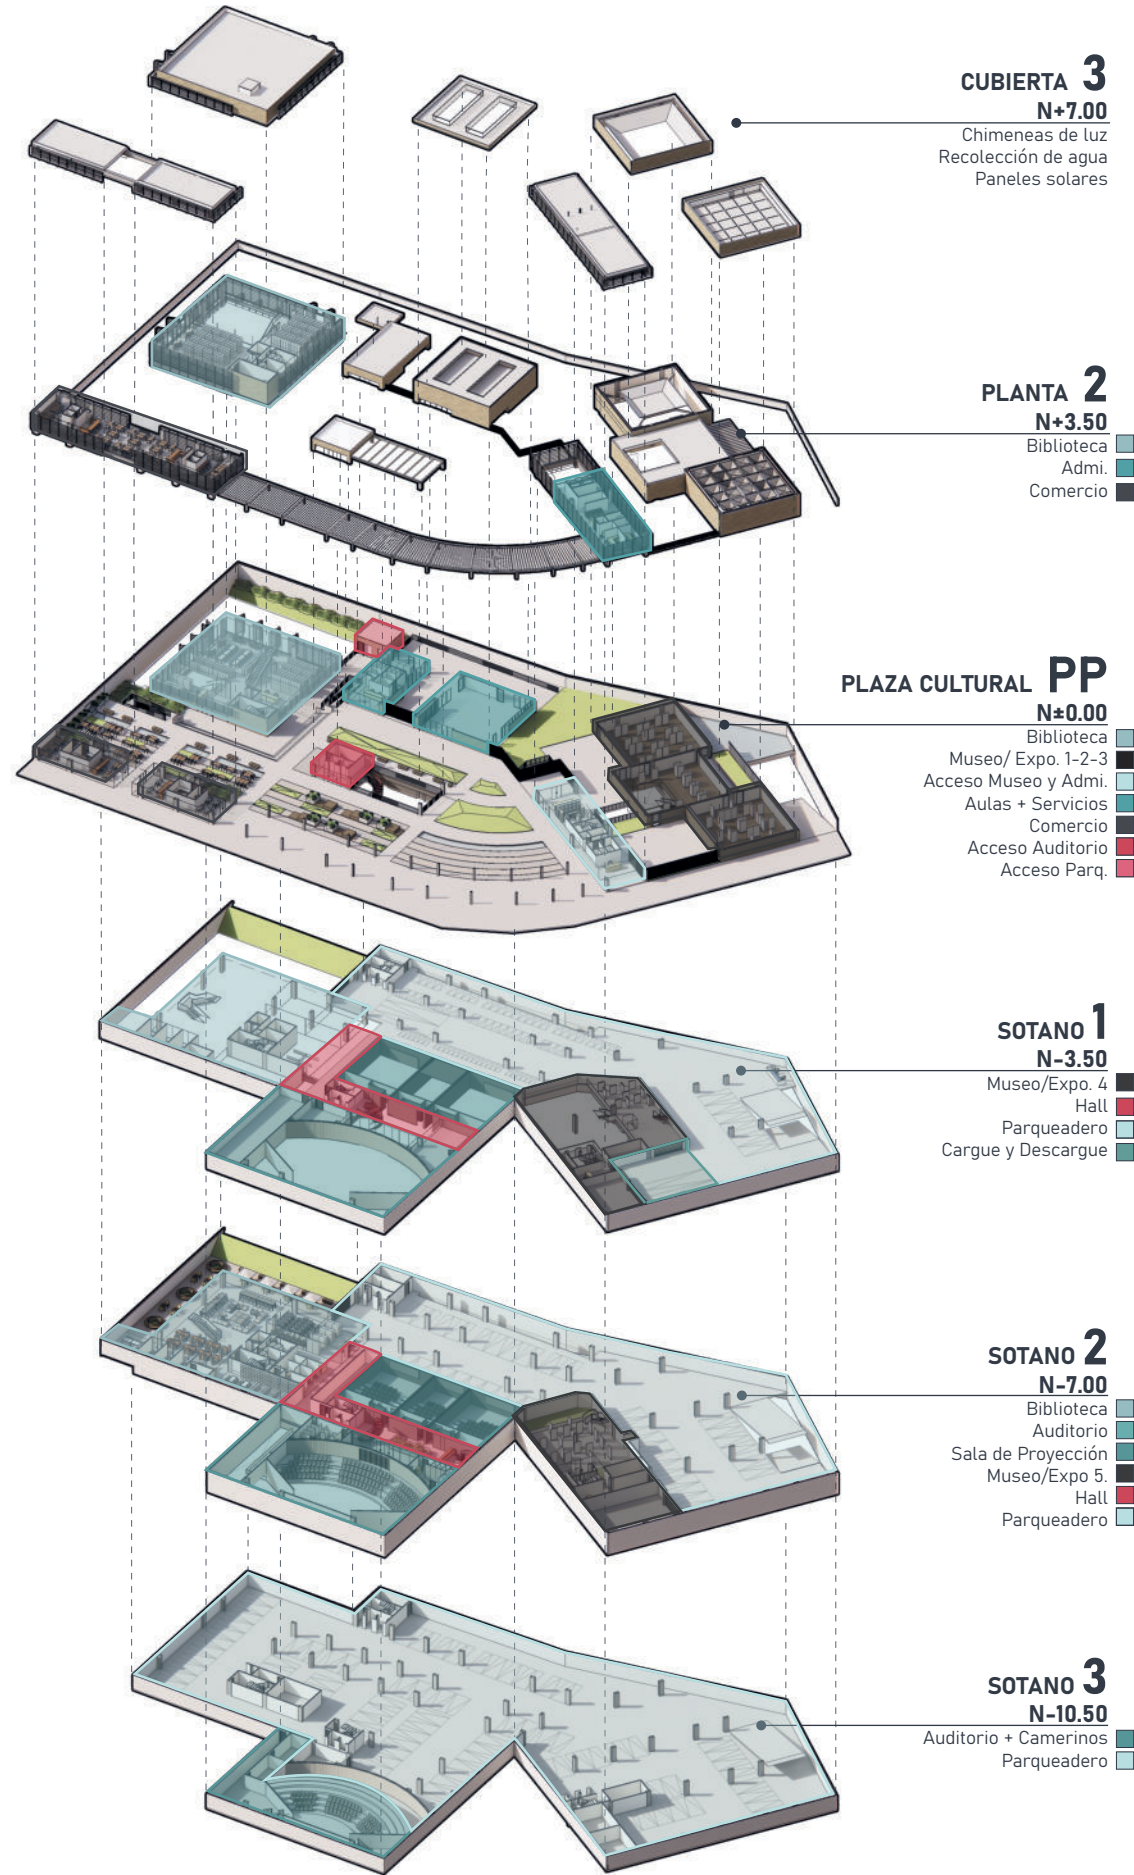 CUBIERTA 3
N+7.00
Chimeneas de luz
Recolección de agua
Paneles solares
PLANTA 2
N+3.50
Biblioteca
Admi.
Comercio
PLAZA CULTURAL PP
N±0.00
Biblioteca
Museo/ Expo. 1-2-3
Acceso Museo y Admi.
Aulas + Servicios
Comercio
Acceso Auditorio
Acceso Parq.
SOTANO 1
N-3.50
Museo/Expo. 4
Hall
Parqueadero
Cargue y Descargue
SOTANO 2
N-7.00
Biblioteca
Auditorio
Sala de Proyección
Museo/Expo 5.
Hall
Parqueadero
SOTANO 3
N-10.50
Auditorio + Camerinos
Parqueadero